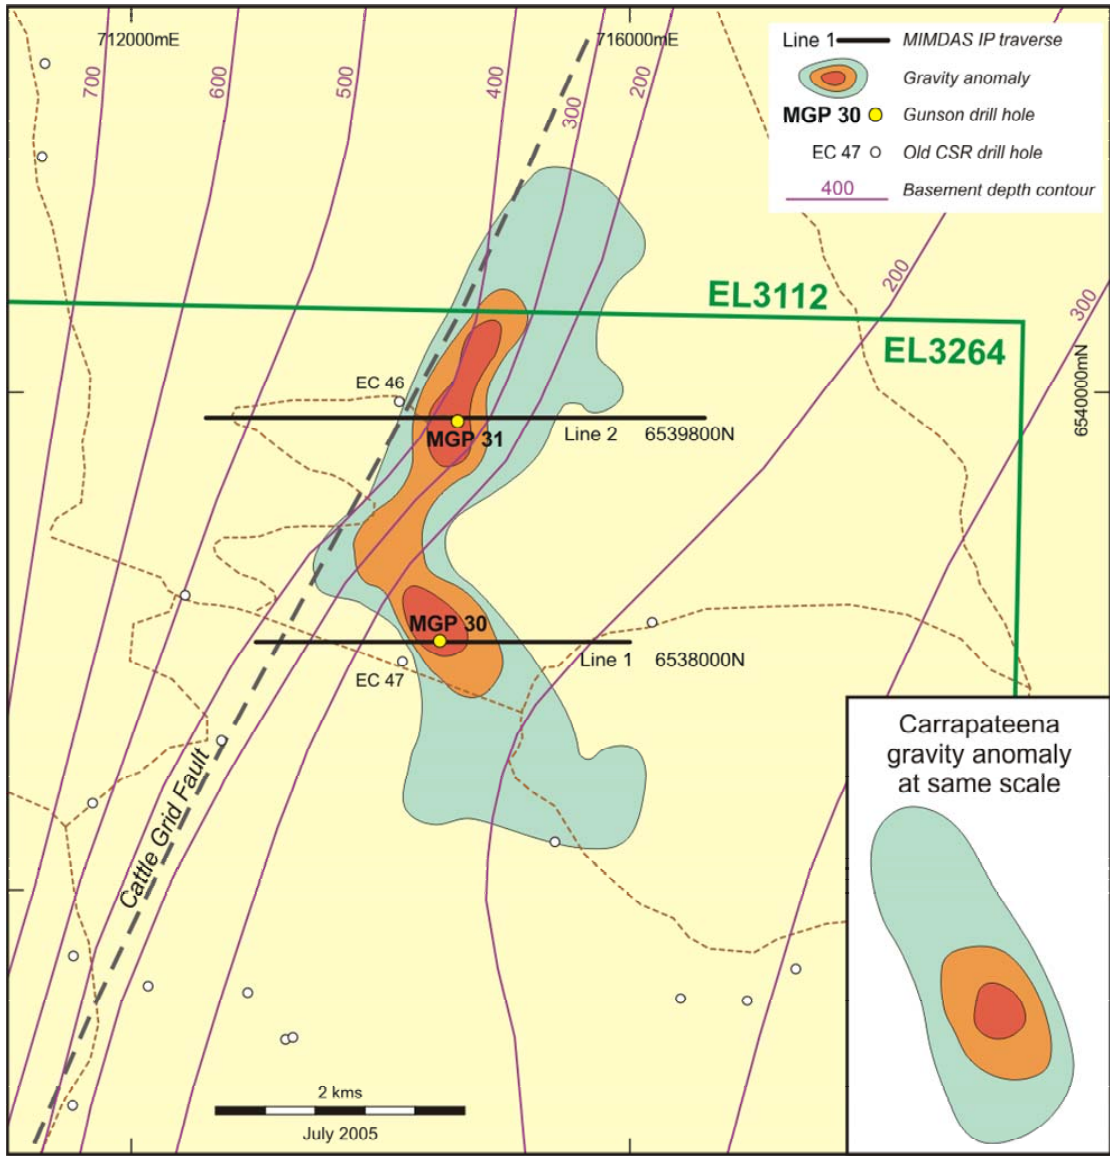 712000mE
716000mE
700
600
500
400
300
200
Line 1
MIMDAS IP traverse
Gravity anomaly
MGP 30
Gunson drill hole
EC 47
Old CSR drill hole
400
Basement depth contour
200
300
EL3112
EL3264
6540000mN
EC 46
MGP 31
Line 2 6539800N
MGP 30
Line 1 6538000N
EC 47
Cattle Grid Fault
Carrapateena
gravity anomaly
at same scale
2 kms
July 2005